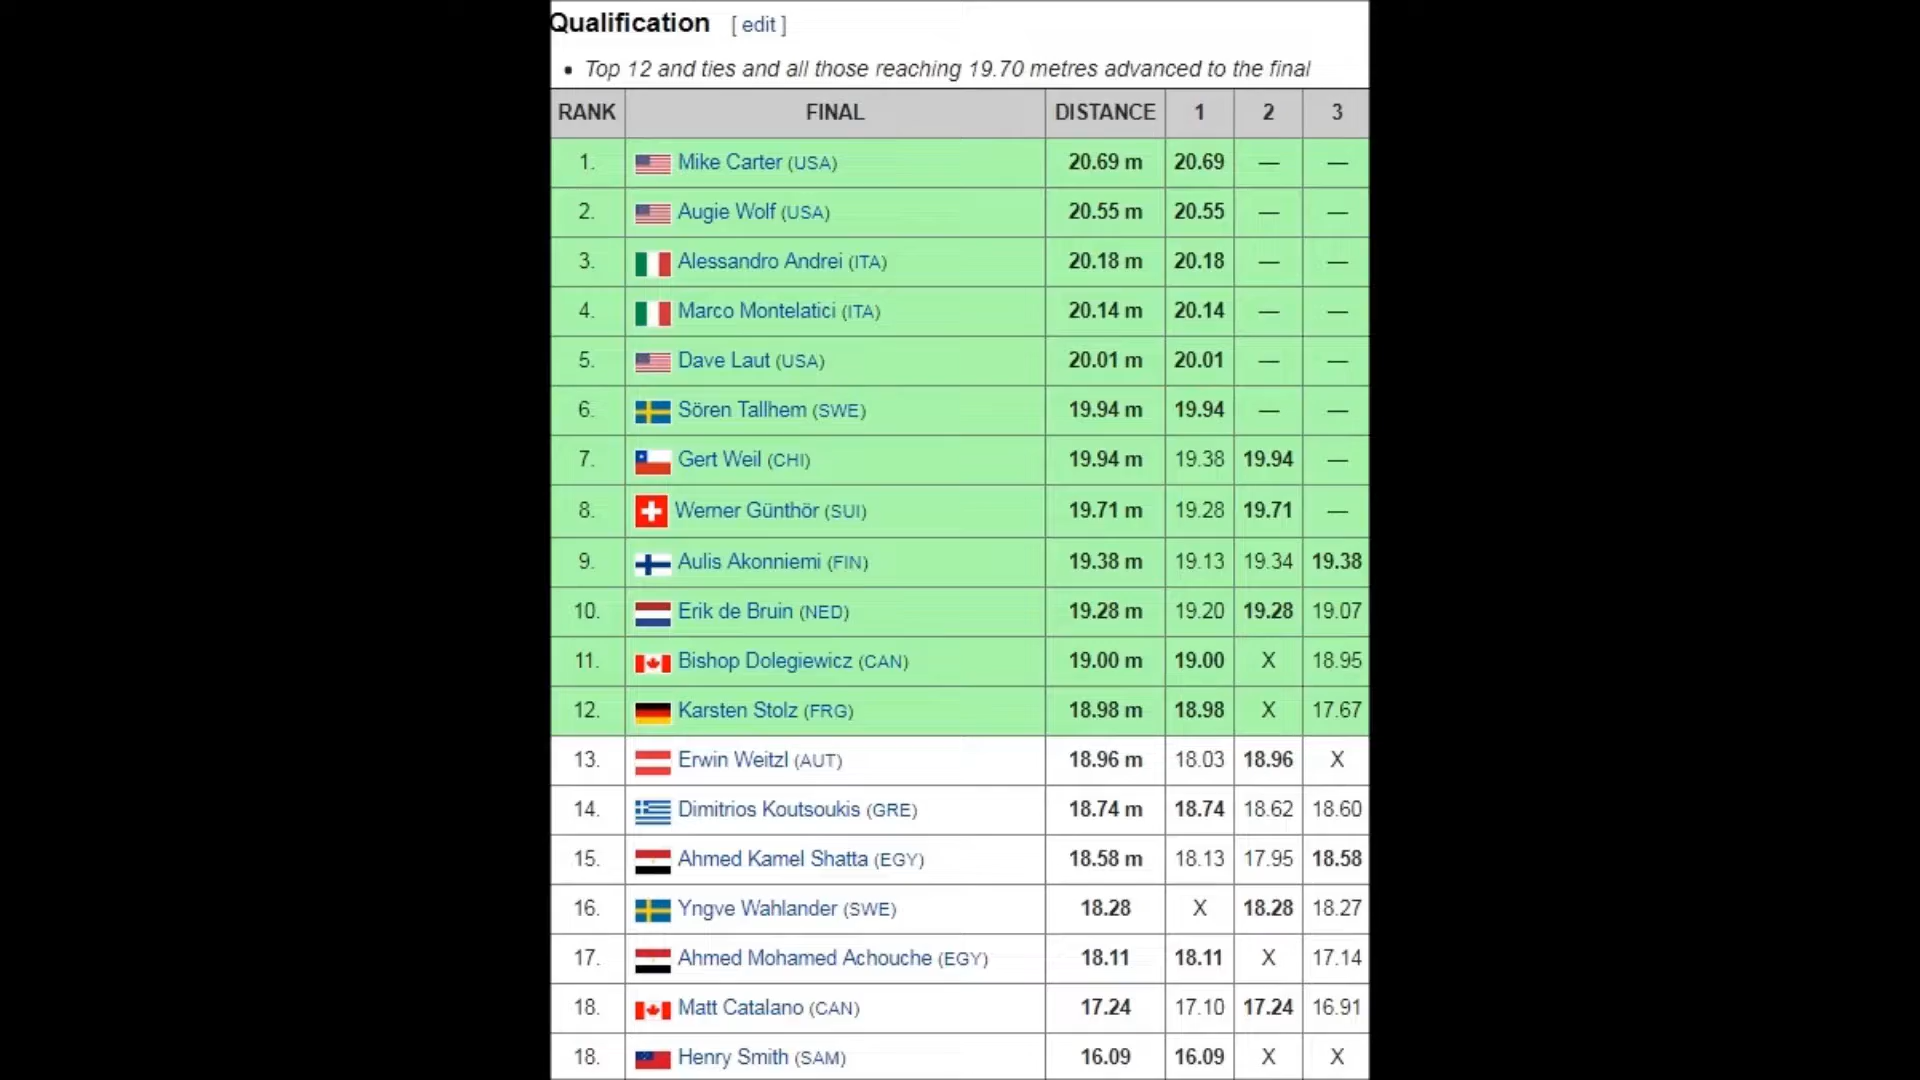 Qualification [ edit ]
• Top 12 and ties and all those reaching 19.70 metres advanced to the final
RANK FINAL DISTANCE 1 2 3
1. Mike Carter (USA) 20.69 m 20.69 — —
2. Augie Wolf (USA) 20.55 m 20.55 — —
3. Alessandro Andrei (ITA) 20.18 m 20.18 — —
4. Marco Montelatici (ITA) 20.14 m 20.14 — —
5. Dave Laut (USA) 20.01 m 20.01 — —
6. Sören Tallhem (SWE) 19.94 m 19.94 — —
7. Gert Weil (CHI) 19.94 m 19.38 19.94 —
8. Werner Günthör (SUI) 19.71 m 19.28 19.71 —
9. Aulis Akonniemi (FIN) 19.38 m 19.13 19.34 19.38
10. Erik de Bruin (NED) 19.28 m 19.20 19.28 19.07
11. Bishop Dolegiewicz (CAN) 19.00 m 19.00 X 18.95
12. Karsten Stolz (FRG) 18.98 m 18.98 X 17.67
13. Erwin Weitzl (AUT) 18.96 m 18.03 18.96 X
14. Dimitrios Koutsoukis (GRE) 18.74 m 18.74 18.62 18.60
15. Ahmed Kamel Shatta (EGY) 18.58 m 18.13 17.95 18.58
16. Yngve Wahlander (SWE) 18.28 X 18.28 18.27
17. Ahmed Mohamed Achouche (EGY) 18.11 18.11 X 17.14
18. Matt Catalano (CAN) 17.24 17.10 17.24 16.91
18. Henry Smith (SAM) 16.09 16.09 X X